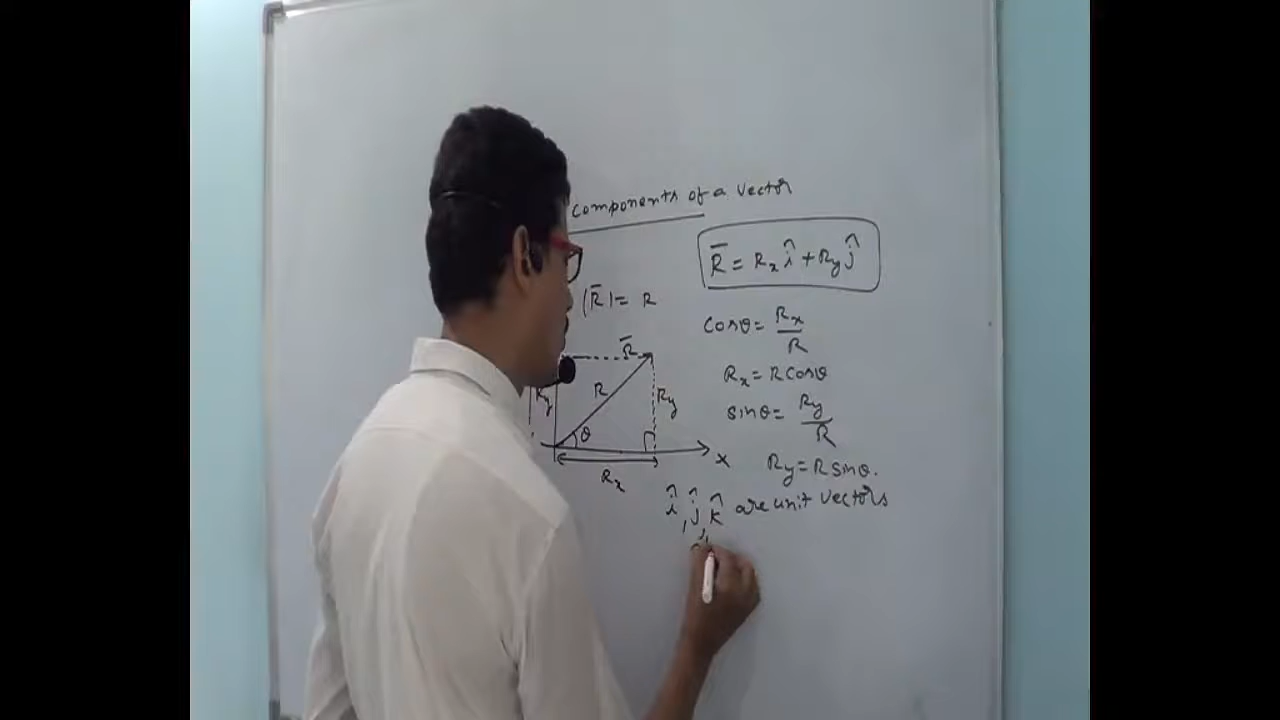 components of a vector
R̅ = Rₓ î + Ry ĵ
|R̅| = R
cosθ = Rₓ/R
R̅
Rₓ = R cosθ
R
Ry
Ry
sinθ = Ry/R
θ
x
Ry = R sinθ.
Rₓ
î, ĵ, k̂ are unit vectors